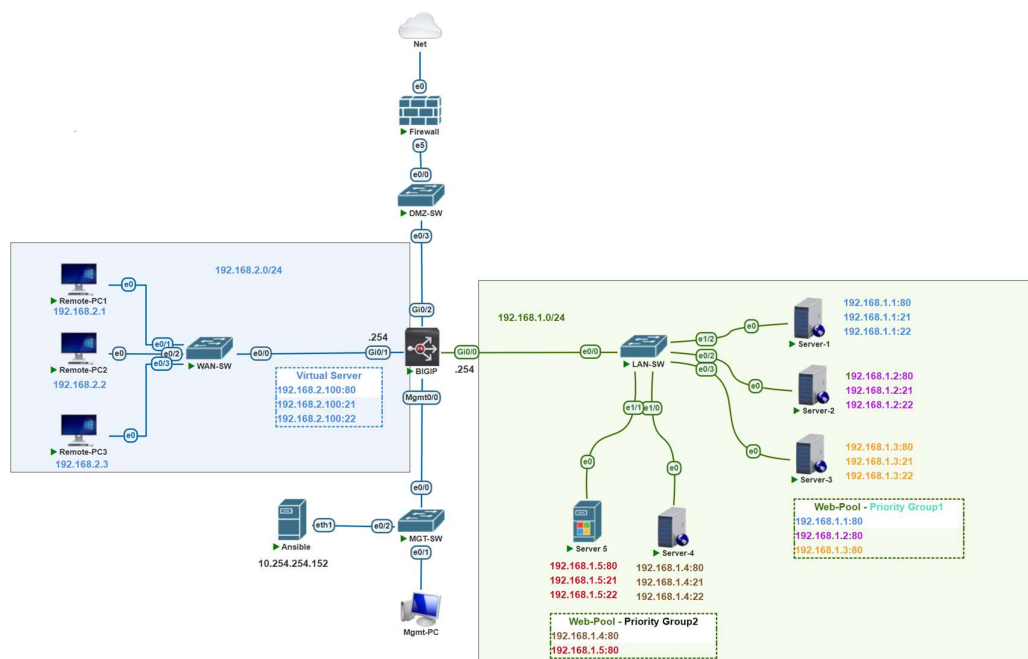 Net
e0
Firewall
e5
e0/0
DMZ-SW
e0/3
192.168.2.0/24
Remote-PC1
192.168.2.1
e0
Remote-PC2
192.168.2.2
e0
Remote-PC3
192.168.2.3
e0
e0/1
e0/2
e0/3
WAN-SW
e0/0
.254
Gi0/1
Gi0/2
BIGIP
Gi0/0
.254
Mgmt0/0
Virtual Server
192.168.2.100:80
192.168.2.100:21
192.168.2.100:22
e0/0
MGT-SW
e0/2
eth1
Ansible
10.254.254.152
e0/1
Mgmt-PC
192.168.1.0/24
e0/0
LAN-SW
e1/2
e0/2
e0/3
e1/1
e1/0
e0
Server-1
192.168.1.1:80
192.168.1.1:21
192.168.1.1:22
e0
Server-2
192.168.1.2:80
192.168.1.2:21
192.168.1.2:22
e0
Server-3
192.168.1.3:80
192.168.1.3:21
192.168.1.3:22
Web-Pool - Priority Group1
192.168.1.1:80
192.168.1.2:80
192.168.1.3:80
e0
Server 5
192.168.1.5:80
192.168.1.5:21
192.168.1.5:22
e0
Server-4
192.168.1.4:80
192.168.1.4:21
192.168.1.4:22
Web-Pool - Priority Group2
192.168.1.4:80
192.168.1.5:80